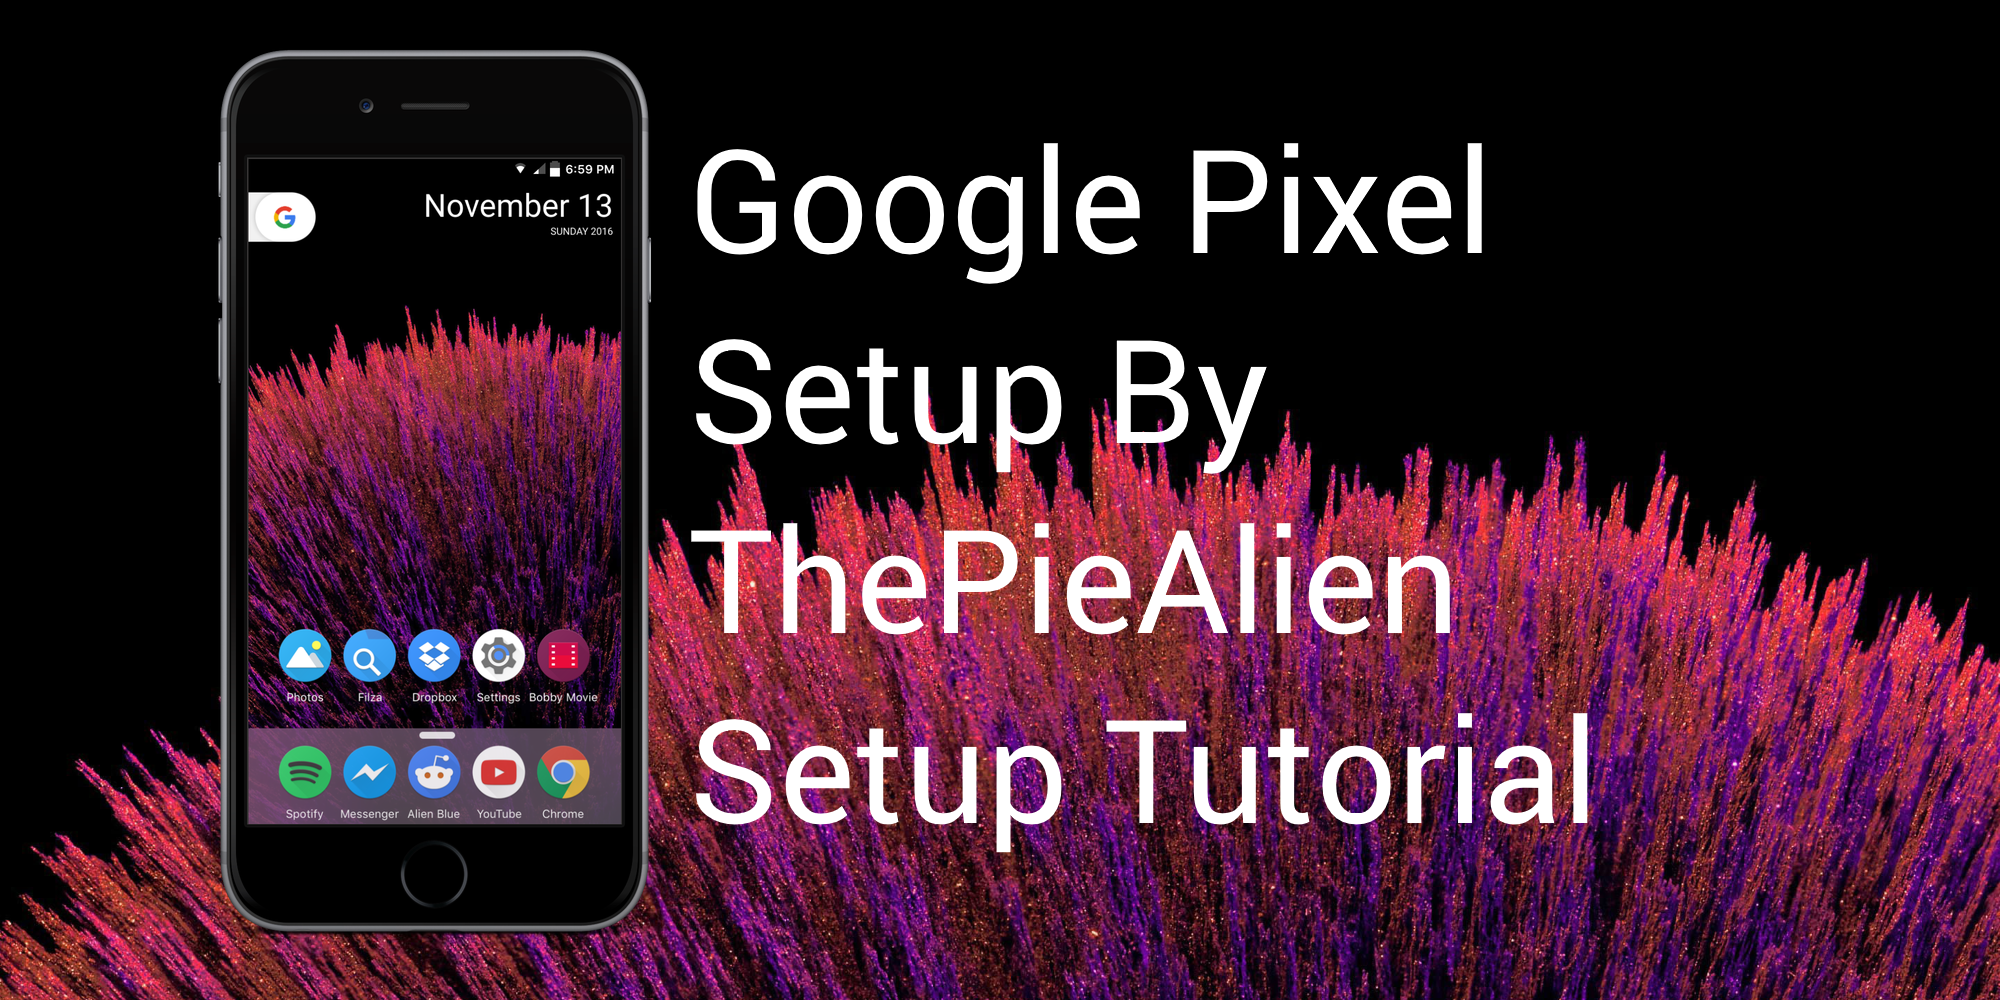 6:59 PM
G
November 13
SUNDAY 2016
Photos Filza Dropbox Settings Bobby Movie
Spotify Messenger Alien Blue YouTube Chrome
Google Pixel
Setup By
ThePieAlien
Setup Tutorial